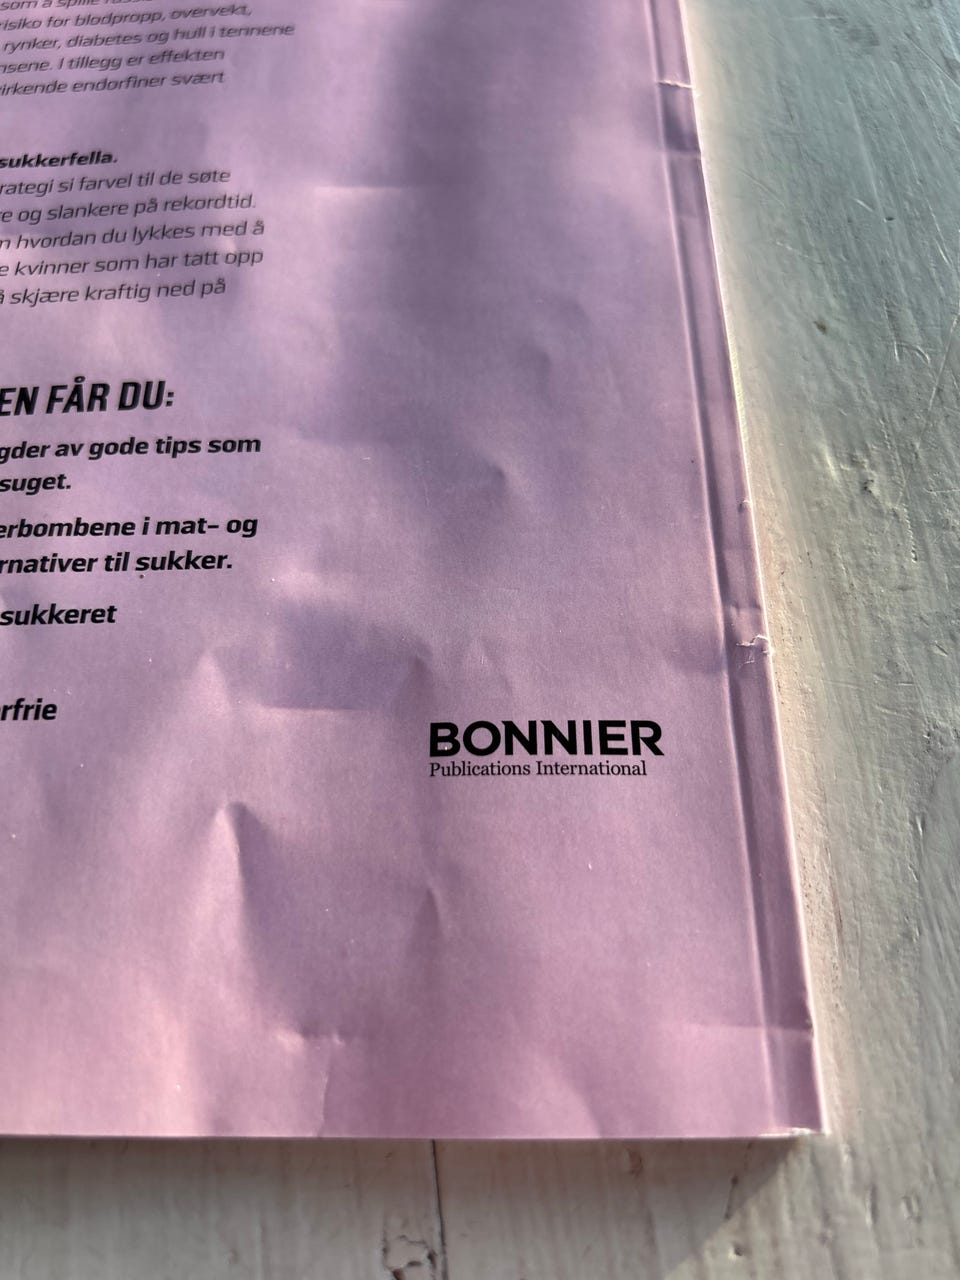 risiko for blodpropp, overvekt,
rynker, diabetes og hull i tennene
nsene. I tillegg er effekten
virkende endorfiner svært
sukkerfella.
rategi si farvel til de søte
re og slankere på rekordtid.
n hvordan du lykkes med å
e kvinner som har tatt opp
å skjære kraftig ned på
EN FÅR DU:
gder av gode tips som
suget.
erbombene i mat- og
rnativer til sukker.
sukkeret
rfrie
BONNIER
Publications International